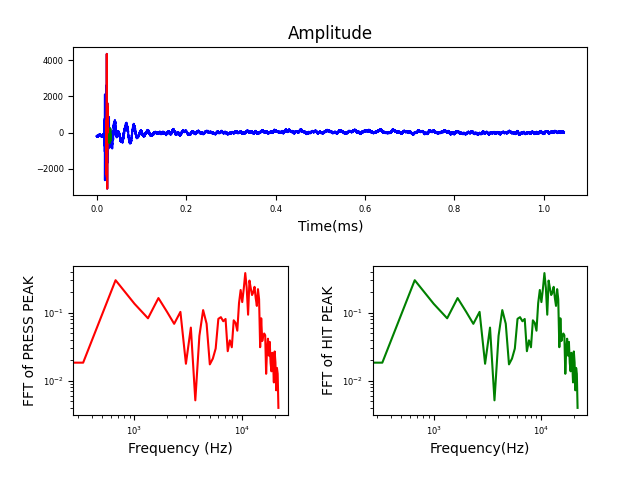 Amplitude
4000
2000
0
−2000
0.0 0.2 0.4 0.6 0.8 1.0
Time(ms)
FFT of PRESS PEAK
10⁻¹
10⁻²
10³ 10⁴
Frequency (Hz)
FFT of HIT PEAK
10⁻¹
10⁻²
10³ 10⁴
Frequency(Hz)